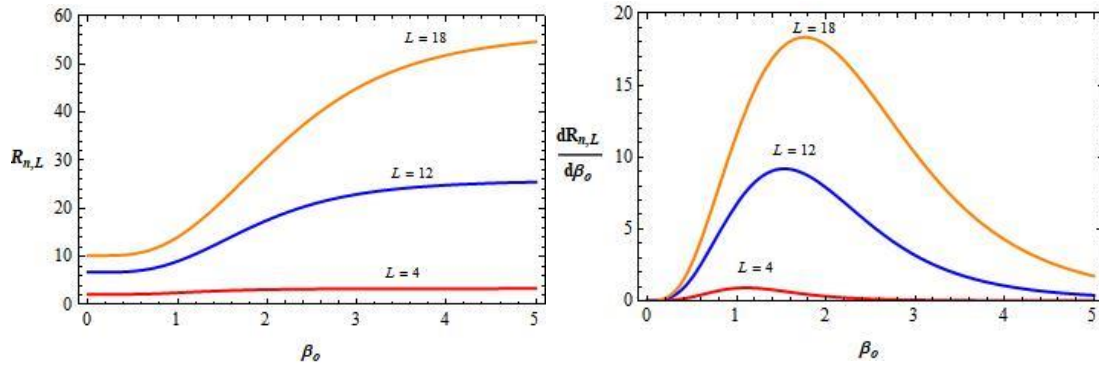 60
50
40
30
20
10
0
R_{n,L}
L = 18
L = 12
L = 4
0 1 2 3 4 5
β_o
20
15
10
5
0
dR_{n,L}
dβ_o
L = 18
L = 12
L = 4
0 1 2 3 4 5
β_o